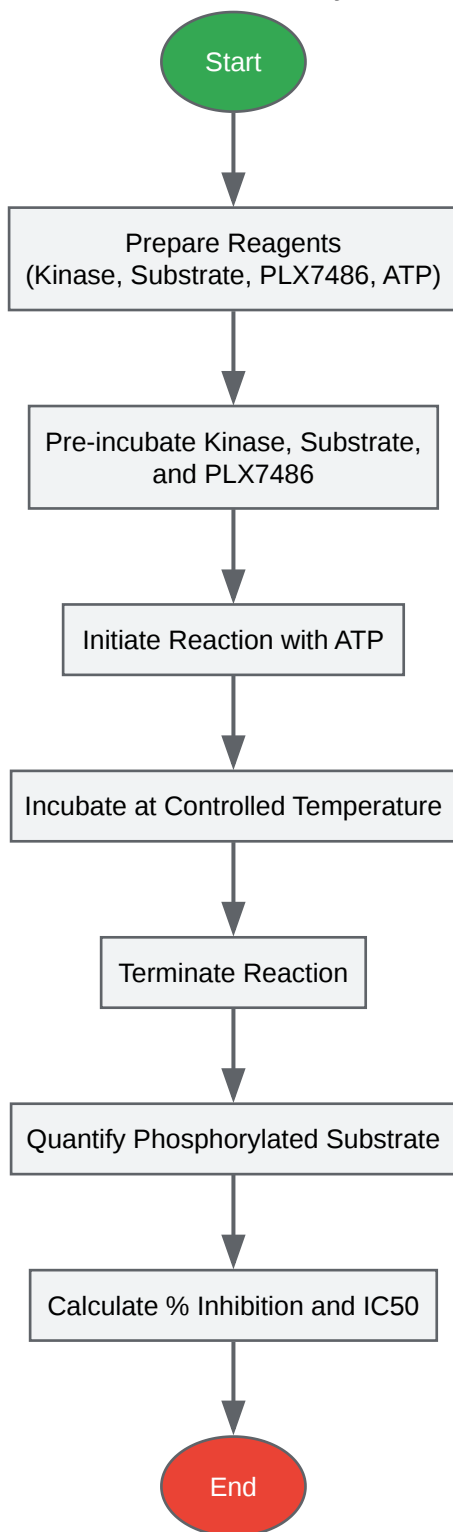 Start
Prepare Reagents
(Kinase, Substrate, PLX7486, ATP)
Pre-incubate Kinase, Substrate,
and PLX7486
Initiate Reaction with ATP
Incubate at Controlled Temperature
Terminate Reaction
Quantify Phosphorylated Substrate
Calculate % Inhibition and IC50
End